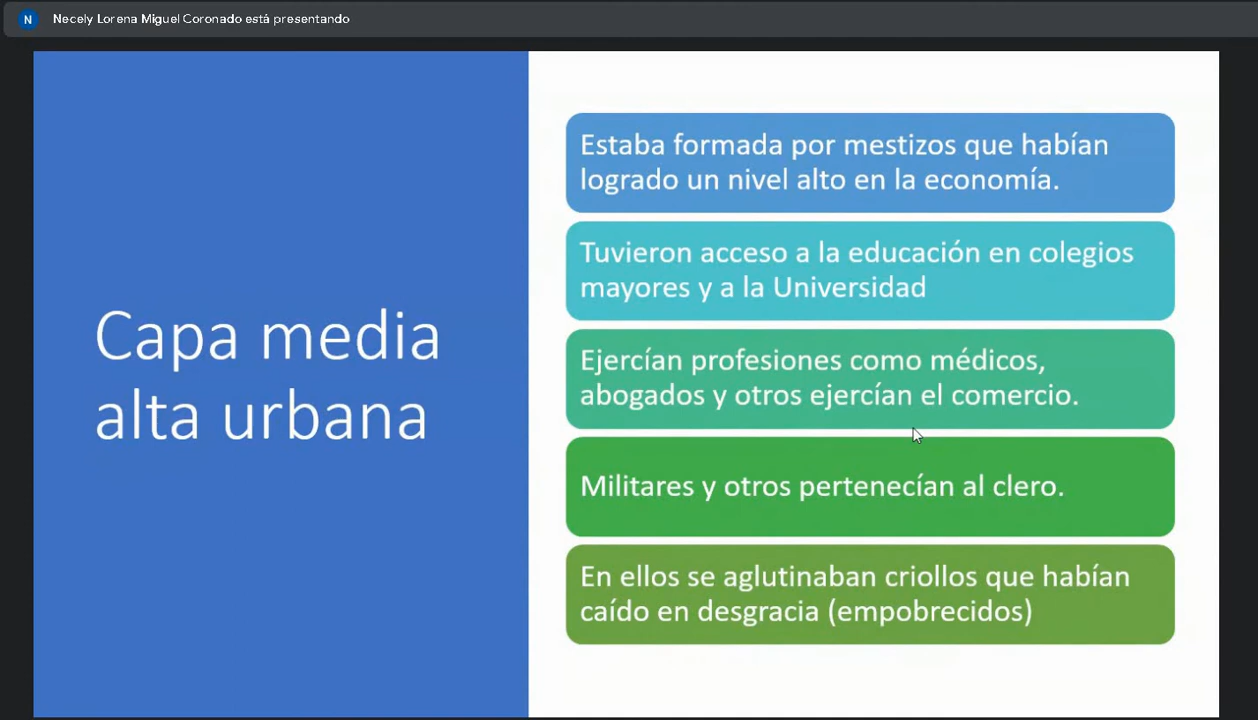 N
Necely Lorena Miguel Coronado está presentando
Capa media
alta urbana
Estaba formada por mestizos que habían
logrado un nivel alto en la economía.
Tuvieron acceso a la educación en colegios
mayores y a la Universidad
Ejercían profesiones como médicos,
abogados y otros ejercían el comercio.
Militares y otros pertenecían al clero.
En ellos se aglutinaban criollos que habían
caído en desgracia (empobrecidos)